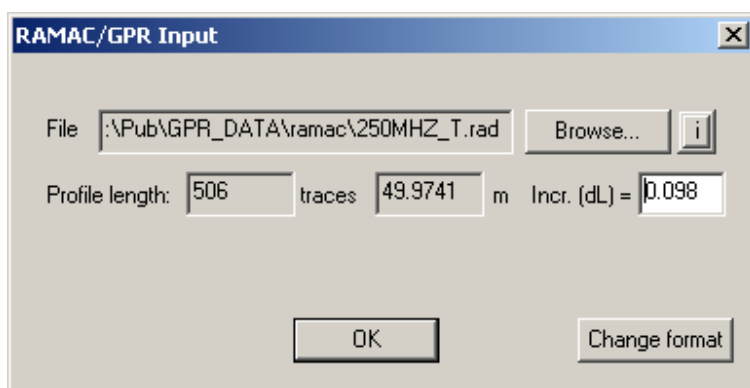 RAMAC/GPR Input
File :\Pub\GPR_DATA\ramac\250MHZ_T.rad Browse... i
Profile length: 506 traces 49.9741 m Incr. (dL) = 0.098
OK Change format